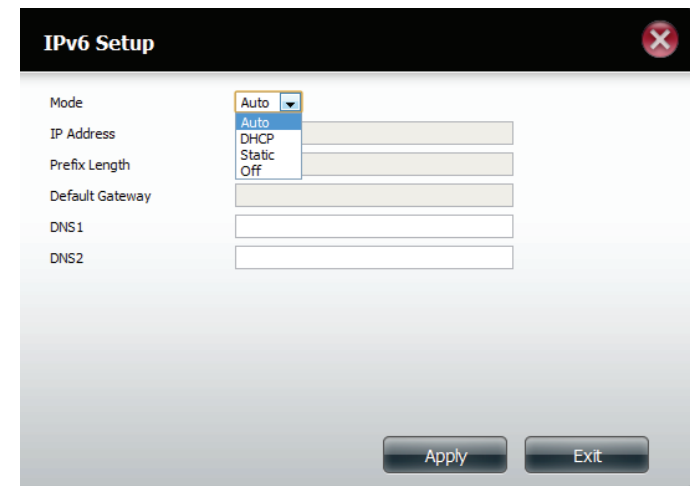 IPv6 Setup
Mode Auto
Auto
IP Address
DHCP
Static
Prefix Length
Off
Default Gateway
DNS1
DNS2
Apply Exit